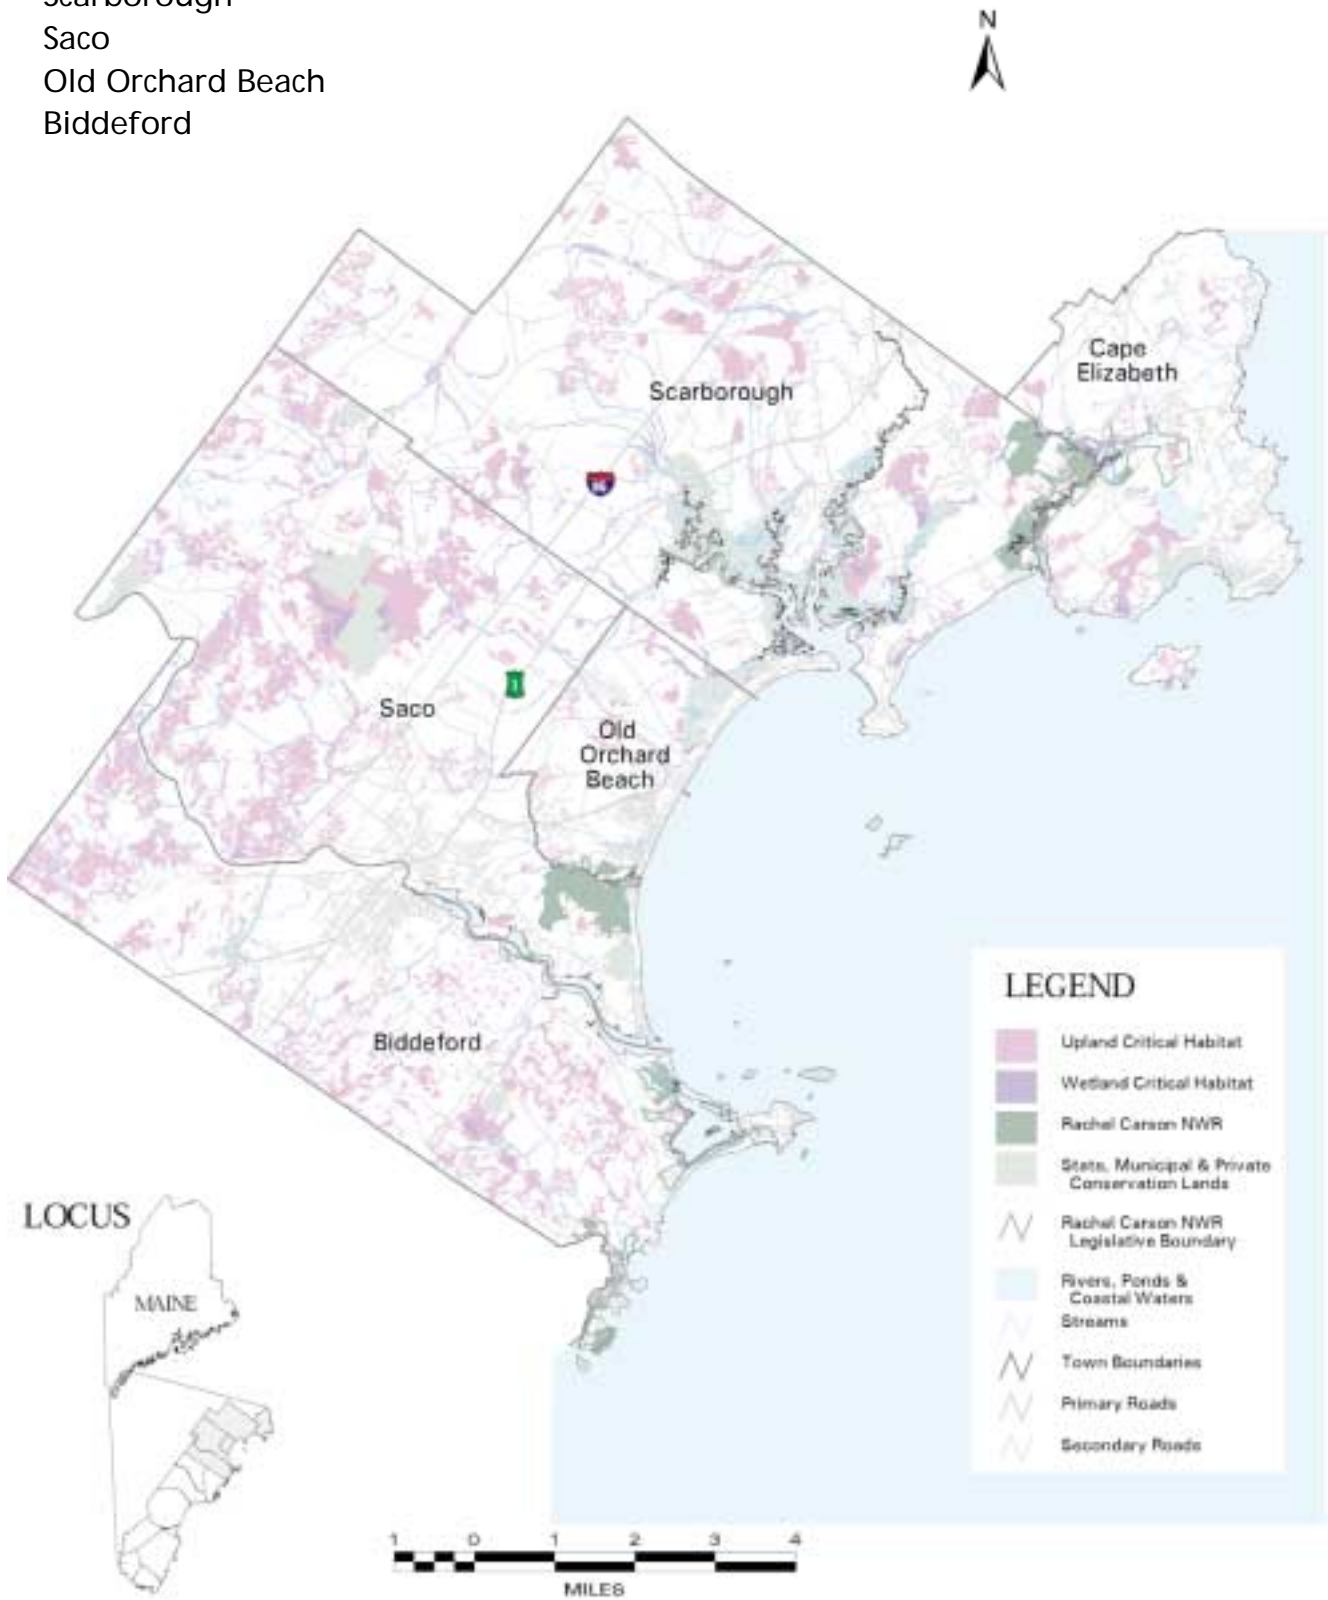 Scarborough
Saco
Old Orchard Beach
Biddeford
N
Cape
Elizabeth
Scarborough
Saco
1
Old
Orchard
Beach
Biddeford
LEGEND
Upland Critical Habitat
Wetland Critical Habitat
Rachel Carson NWR
State, Municipal & Private
Conservation Lands
Rachel Carson NWR
Legislative Boundary
Rivers, Ponds &
Coastal Waters
Streams
Town Boundaries
Primary Roads
Secondary Roads
LOCUS
MAINE
1 0 1 2 3 4
MILES